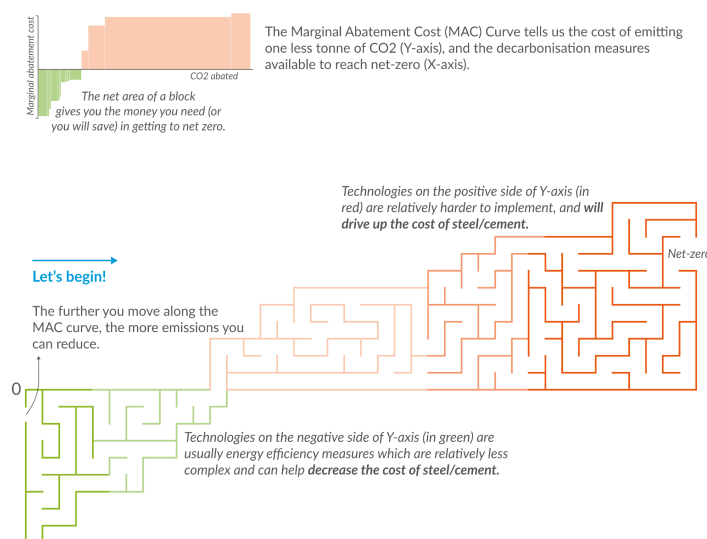 Marginal abatement cost
CO2 abated
The net area of a block
gives you the money you need (or
you will save) in getting to net zero.
The Marginal Abatement Cost (MAC) Curve tells us the cost of emitting
one less tonne of CO2 (Y-axis), and the decarbonisation measures
available to reach net-zero (X-axis).
Technologies on the positive side of Y-axis (in
red) are relatively harder to implement, and will
drive up the cost of steel/cement.
Net-zero
Let's begin!
The further you move along the
MAC curve, the more emissions you
can reduce.
0
Technologies on the negative side of Y-axis (in green) are
usually energy efficiency measures which are relatively less
complex and can help decrease the cost of steel/cement.